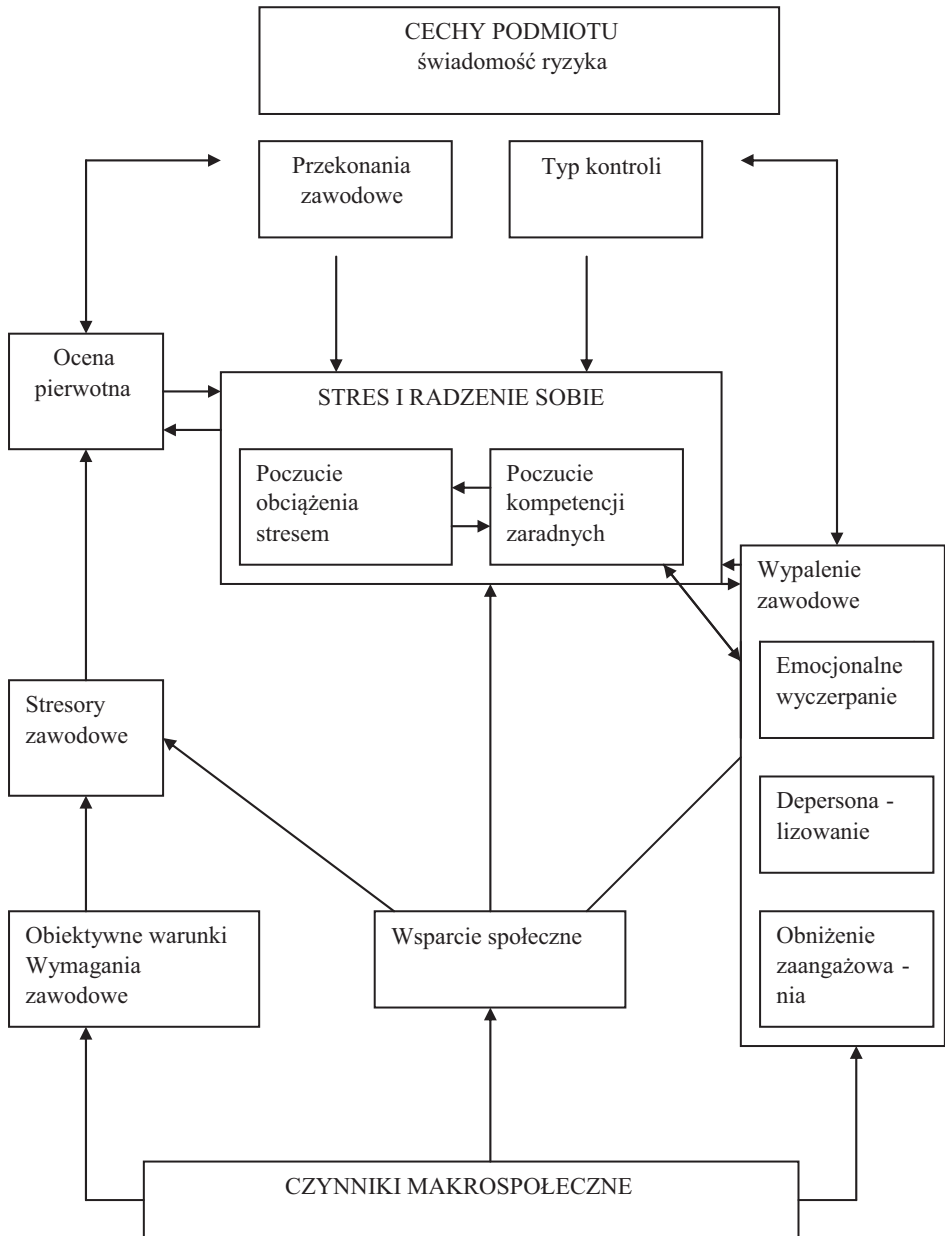 CECHY PODMIOTU
świadomość ryzyka
Przekonania
zawodowe
Typ kontroli
Ocena
pierwotna
STRES I RADZENIE SOBIE
Poczucie
obciążenia
stresem
Poczucie
kompetencji
zaradnych
Wypalenie
zawodowe
Emocjonalne
wyczerpanie
Stresory
zawodowe
Depersona -
lizowanie
Obiektywne warunki
Wymagania
zawodowe
Wsparcie społeczne
Obniżenie
zaangażowa -
nia
CZYNNIKI MAKROSPOŁECZNE